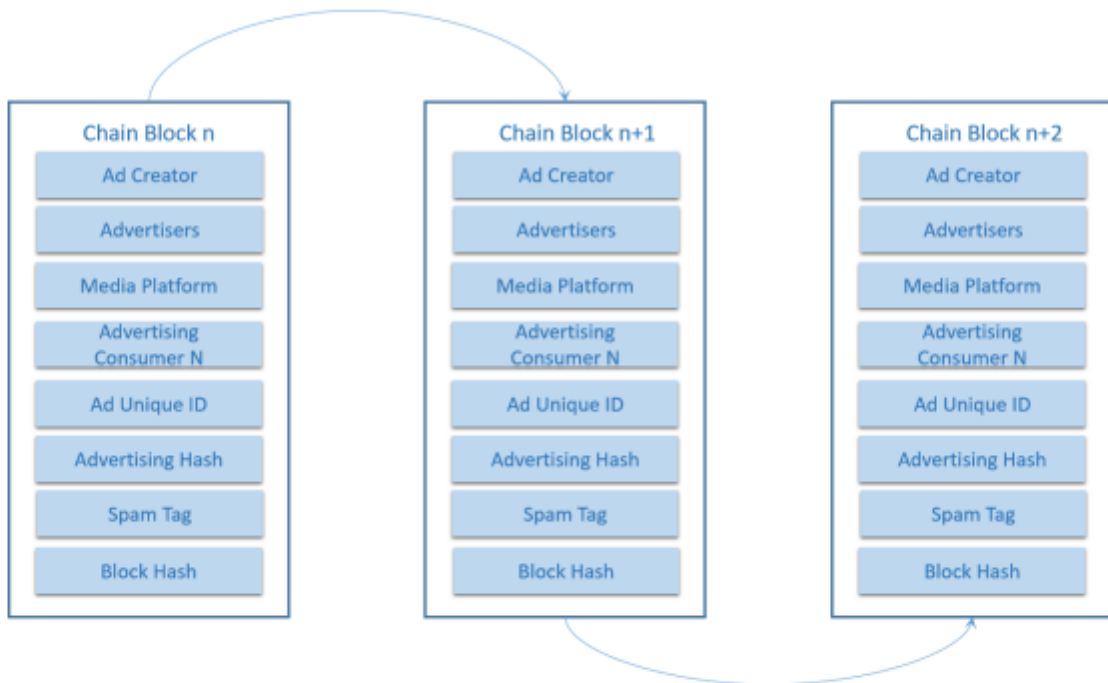 Chain Block n
Ad Creator
Advertisers
Media Platform
Advertising
Consumer N
Ad Unique ID
Advertising Hash
Spam Tag
Block Hash
Chain Block n+1
Ad Creator
Advertisers
Media Platform
Advertising
Consumer N
Ad Unique ID
Advertising Hash
Spam Tag
Block Hash
Chain Block n+2
Ad Creator
Advertisers
Media Platform
Advertising
Consumer N
Ad Unique ID
Advertising Hash
Spam Tag
Block Hash